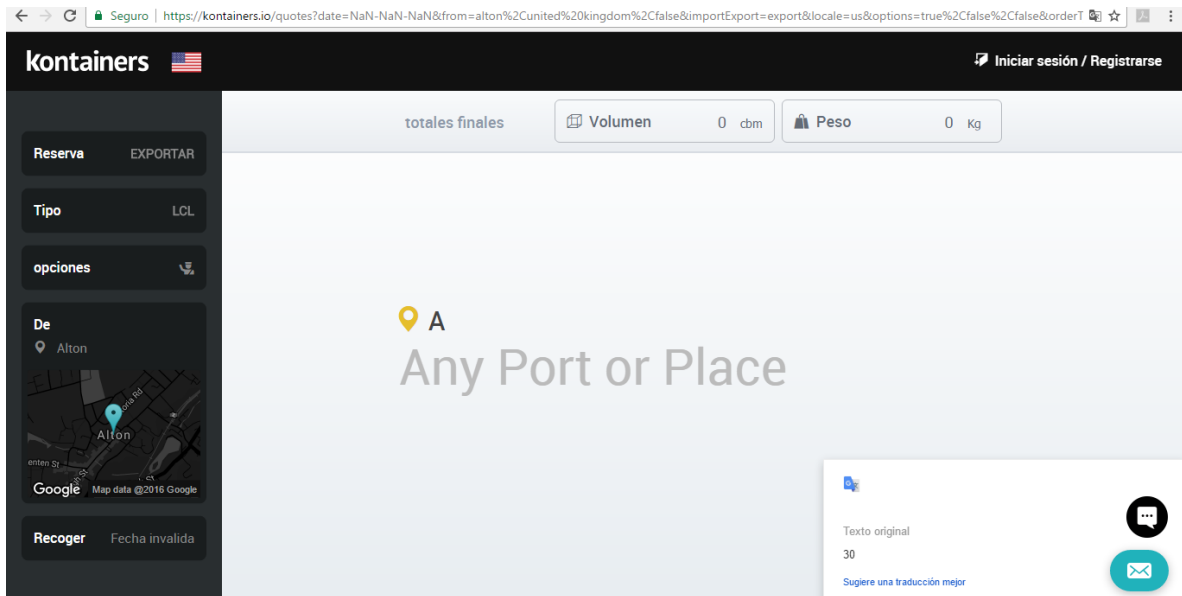 Seguro | https://kontainers.io/quotes?date=NaN-NaN-NaN&from=alton%2Cunited%20kingdom%2Cfalse&importExport=export&locale=us&options=true%2Cfalse%2Cfalse&orderT
kontainers
Iniciar sesión / Registrarse
totales finales
Volumen 0 cbm
Peso 0 Kg
Reserva EXPORTAR
Tipo LCL
opciones
De
Alton
Alton
Google Map data @2016 Google
Recoger Fecha invalida
A
Any Port or Place
Texto original
30
Sugiere una traducción mejor